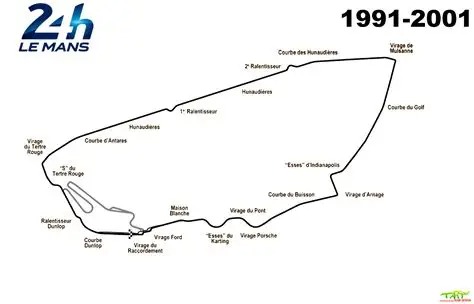 24h
LE MANS
1991-2001
Virage de
Mulsanne
Courbe des Hunaudières
2e Ralentisseur
Hunaudières
1er Ralentisseur
Hunaudières
Courbe d'Antares
Courbe du Golf
Virage
du Tertre
Rouge
"S" du
Tertre Rouge
"Esses" d'Indianapolis
Courbe du Buisson
Virage d'Arnage
Maison
Blanche
Virage du Pont
Ralentisseur
Dunlop
Courbe
Dunlop
Virage Ford
Virage du
Raccordement
"Esses" du
Karting
Virage Porsche